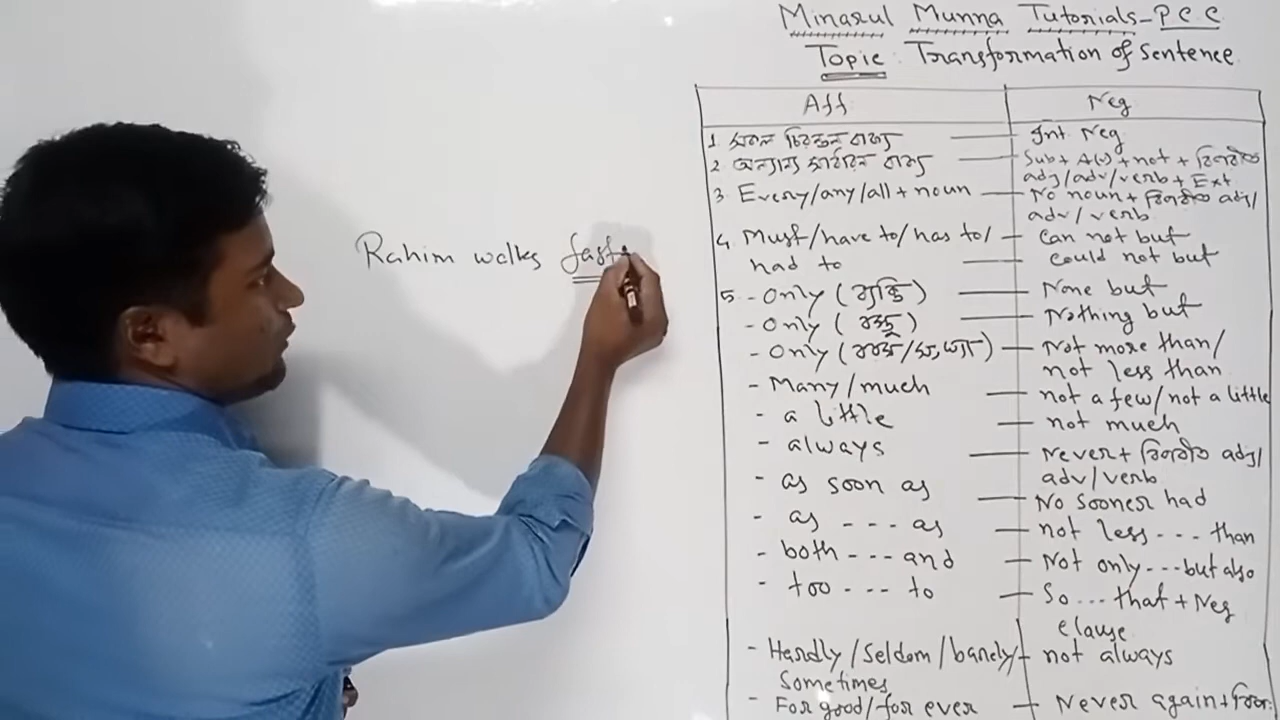 Minarul Munna Tutorials-PCC
Topic: Transformation of Sentence
Aff Neg
1. সকল চিরন্তন বাক্য — Int Neg
2. অন্যান্য সাধারন বাক্য — Sub + A(v) + not + বিপরীত adj/adv/verb + Ext
3. Every/any/all + noun — No noun + বিপরীত adj/
adv/verb
4. Must/have to/has to/ — Can not but
had to — could not but
5. - Only (ব্যক্তি) — None but
- Only (বস্তু) — Nothing but
- Only (বয়স/সংখ্যা) — Not more than/
not less than
- Many/much — not a few/not a little
- a little — not much
- always — Never + বিপরীত adj/
adv/verb
- as soon as — No sooner had
- as --- as — not less --- than
- both --- and — Not only ---but also
- too --- to — So ... that + Neg
clause
- Hardly/Seldom/barely/ — not always
Sometimes
- For good/for ever — Never again +
Rahim walks fast